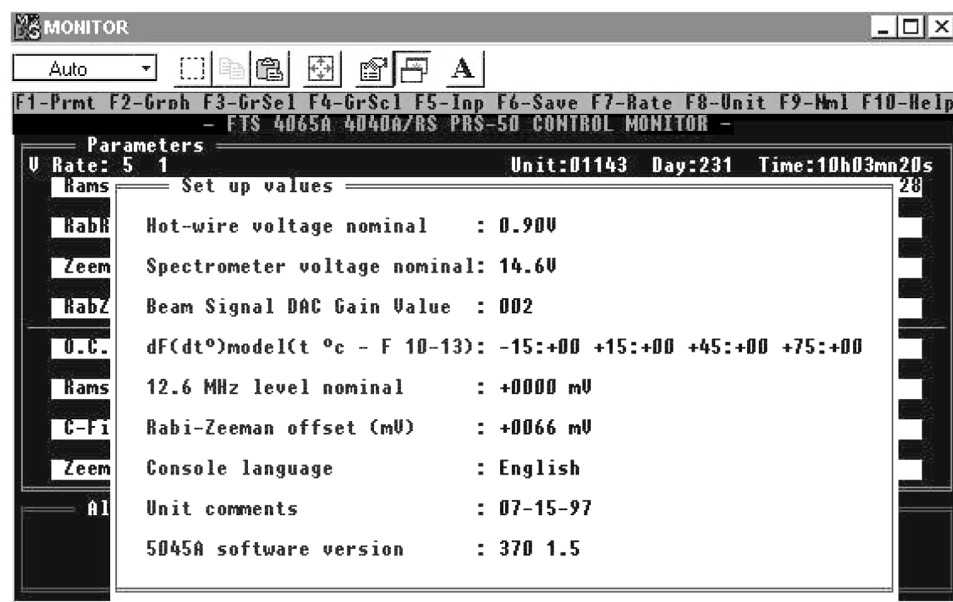 MONITOR
Auto
A
F1-Prmt F2-Grph F3-GrSel F4-GrScl F5-Inp F6-Save F7-Rate F8-Unit F9-Nml F10-Help
- FTS 4065A 4040A/RS PRS-50 CONTROL MONITOR -
Parameters
V Rate: 5 1 Unit:01143 Day:231 Time:10h03mn20s
Rams Set up values 28
RabR Hot-wire voltage nominal : 0.90V
Zeem Spectrometer voltage nominal: 14.6V
RabZ Beam Signal DAC Gain Value : 002
O.C. dF(dt°)model(t °c - F 10-13): -15:+00 +15:+00 +45:+00 +75:+00
Rams 12.6 MHz level nominal : +0000 mV
C-Fi Rabi-Zeeman offset (mV) : +0066 mV
Zeem Console language : English
Al Unit comments : 07-15-97
5045A software version : 370 1.5